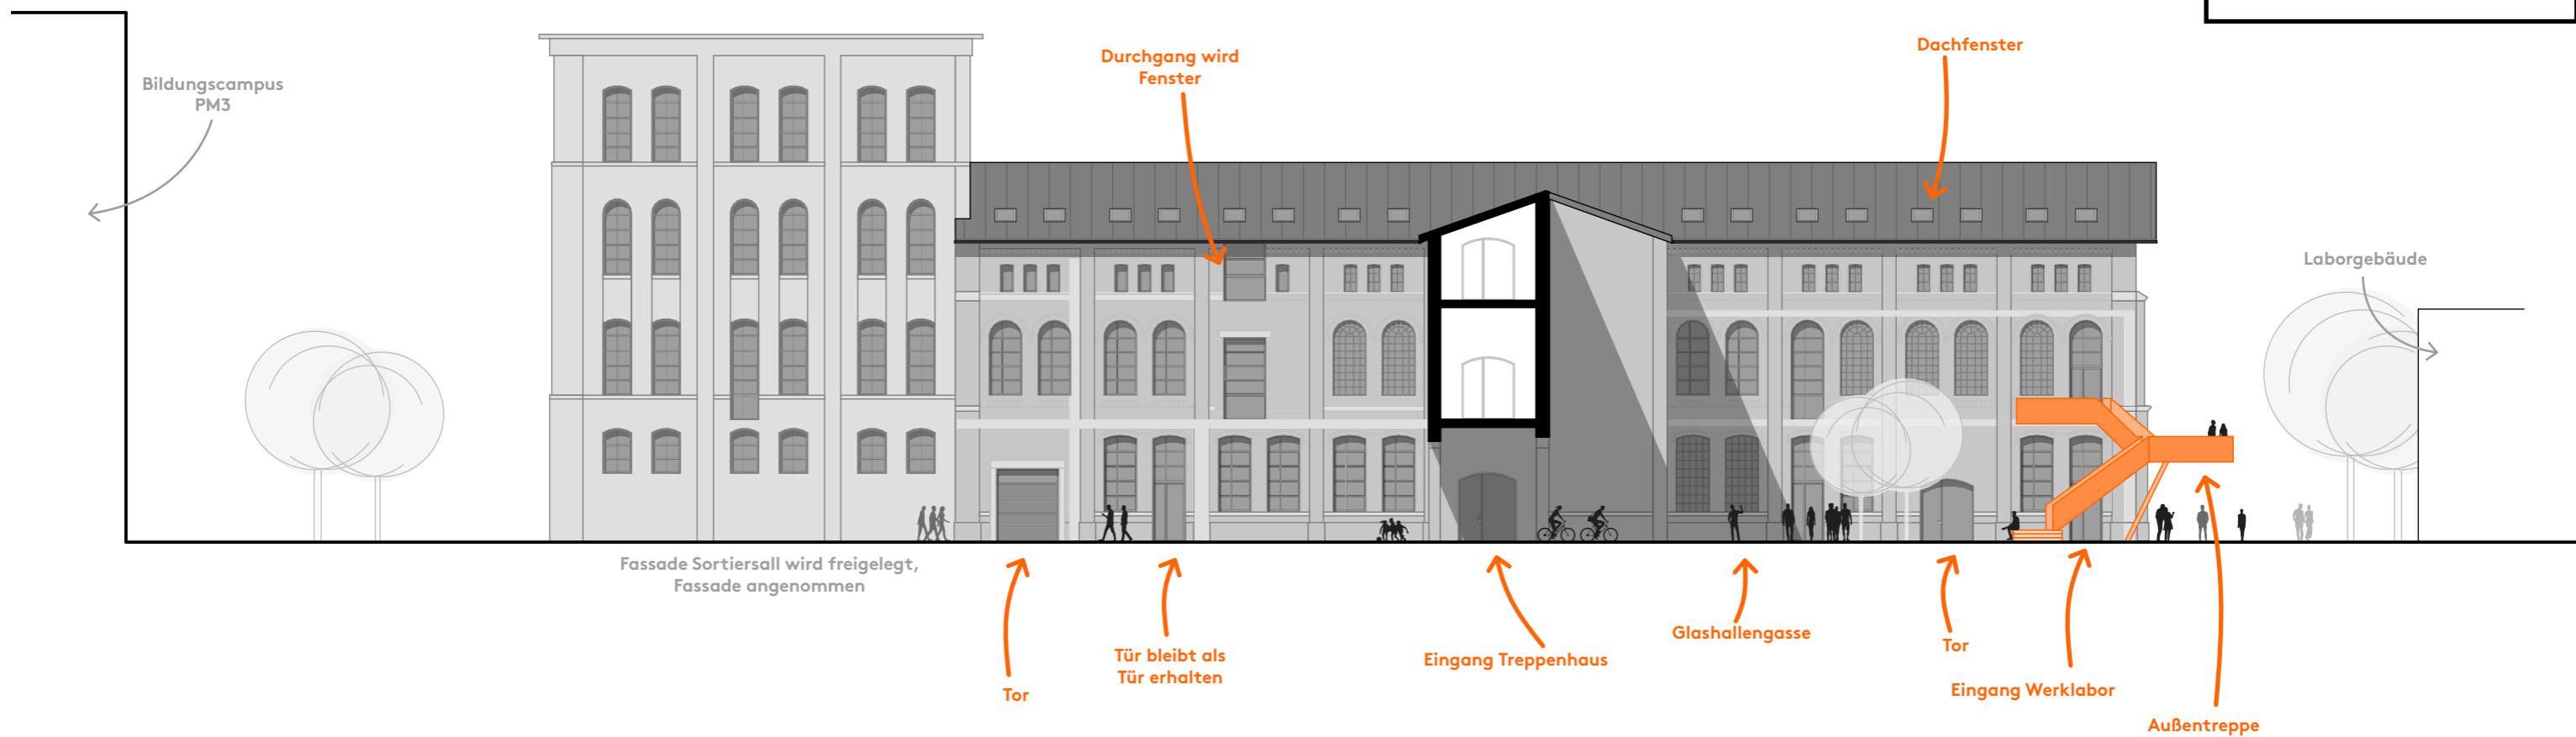 Bildungscampus
PM3
Durchgang wird
Fenster
Dachfenster
Laborgebäude
Fassade Sortiersall wird freigelegt,
Fassade angenommen
Tor
Tür bleibt als
Tür erhalten
Eingang Treppenhaus
Glashallengasse
Tor
Eingang Werklabor
Außentreppe